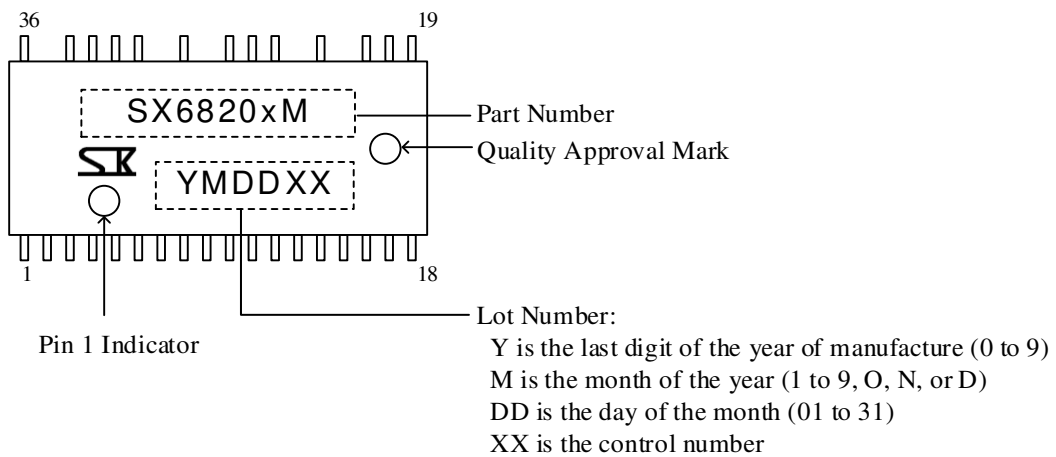 36 19
SX6820xM
Part Number
Quality Approval Mark
SK
YMDDXX
1 18
Pin 1 Indicator
Lot Number:
Y is the last digit of the year of manufacture (0 to 9)
M is the month of the year (1 to 9, O, N, or D)
DD is the day of the month (01 to 31)
XX is the control number